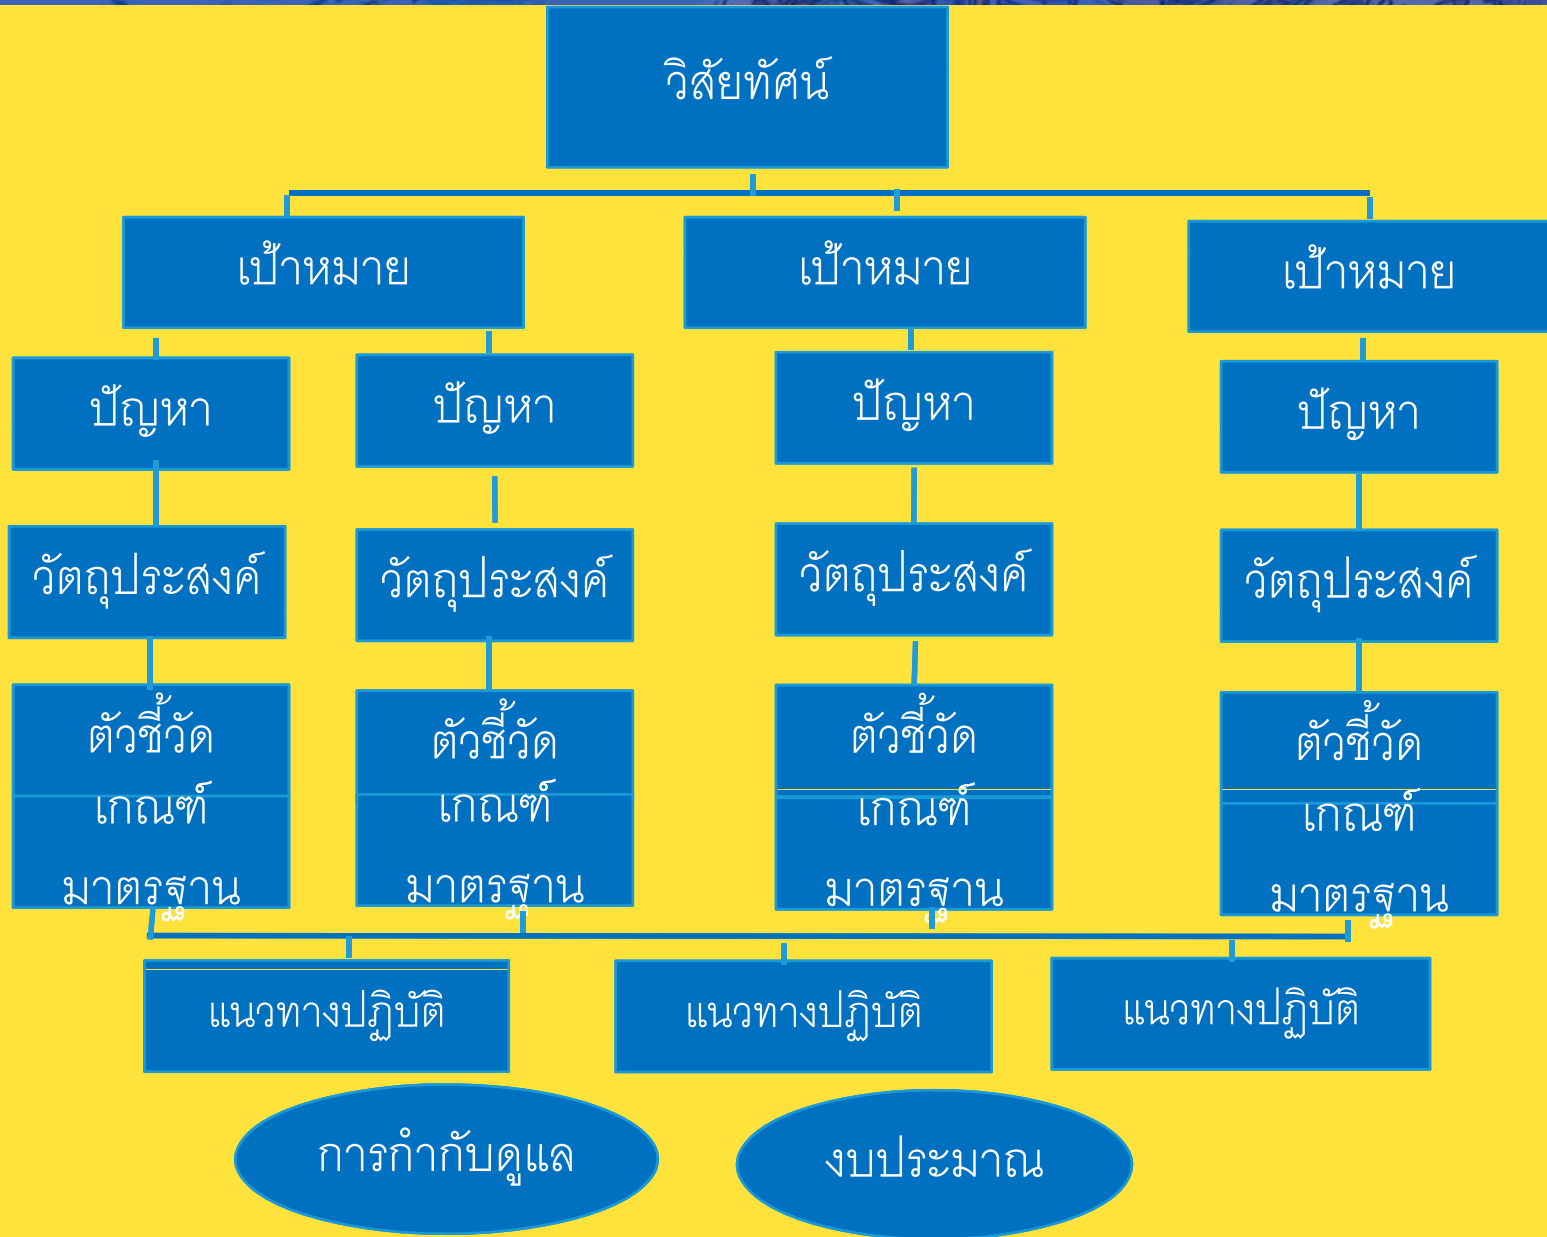 วิสัยทัศน์
เป้าหมาย
เป้าหมาย
เป้าหมาย
ปัญหา
ปัญหา
ปัญหา
ปัญหา
วัตถุประสงค์
วัตถุประสงค์
วัตถุประสงค์
วัตถุประสงค์
ตัวชี้วัด
ตัวชี้วัด
ตัวชี้วัด
ตัวชี้วัด
เกณฑ์
มาตรฐาน
เกณฑ์
มาตรฐาน
เกณฑ์
มาตรฐาน
เกณฑ์
มาตรฐาน
แนวทางปฏิบัติ
แนวทางปฏิบัติ
แนวทางปฏิบัติ
การกำกับดูแล
งบประมาณ